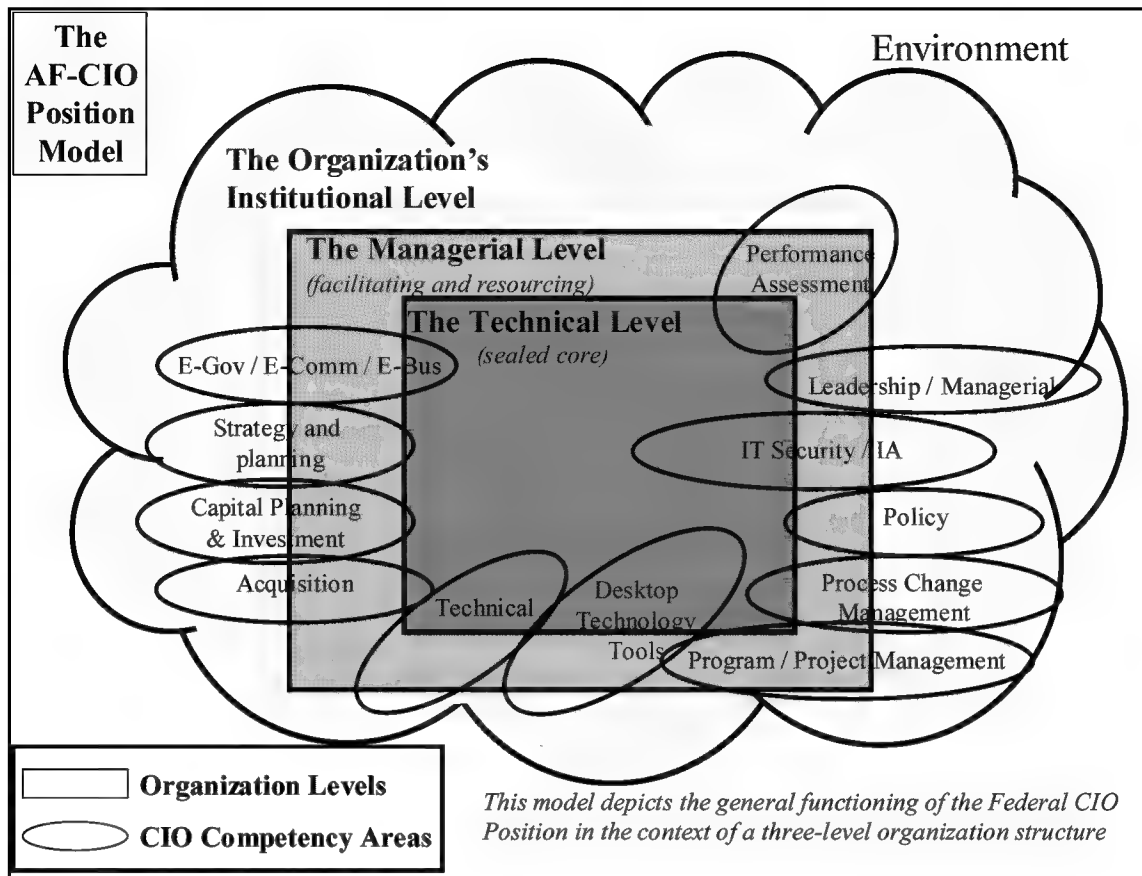 The
AF-CIO
Position
Model
Environment
The Organization's
Institutional Level
The Managerial Level
(facilitating and resourcing)
Performance
Assessment
The Technical Level
(sealed core)
E-Gov / E-Comm / E-Bus
Leadership / Managerial
Strategy and
planning
IT Security / IA
Capital Planning
& Investment
Policy
Acquisition
Technical
Desktop
Technology
Tools
Process Change
Management
Program / Project Management
Organization Levels
CIO Competency Areas
This model depicts the general functioning of the Federal CIO
Position in the context of a three-level organization structure